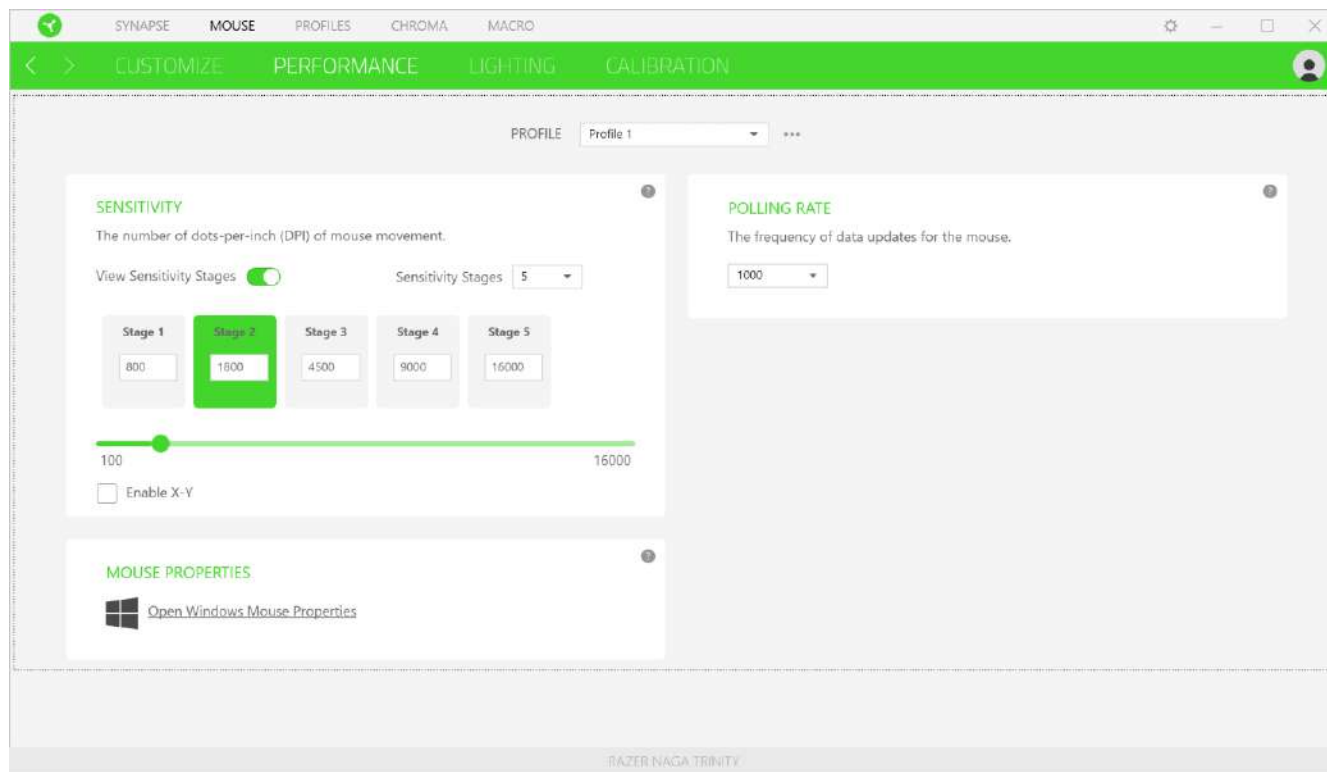 SYNAPSE MOUSE PROFILES CHROMA MACRO
CUSTOMIZE PERFORMANCE LIGHTING CALIBRATION
PROFILE Profile 1
SENSITIVITY
The number of dots-per-inch (DPI) of mouse movement.
View Sensitivity Stages Sensitivity Stages 5
Stage 1 Stage 2 Stage 3 Stage 4 Stage 5
800 1800 4500 9000 16000
100 16000
Enable X-Y
POLLING RATE
The frequency of data updates for the mouse.
1000
MOUSE PROPERTIES
Open Windows Mouse Properties
RAZER NAGA TRINITY